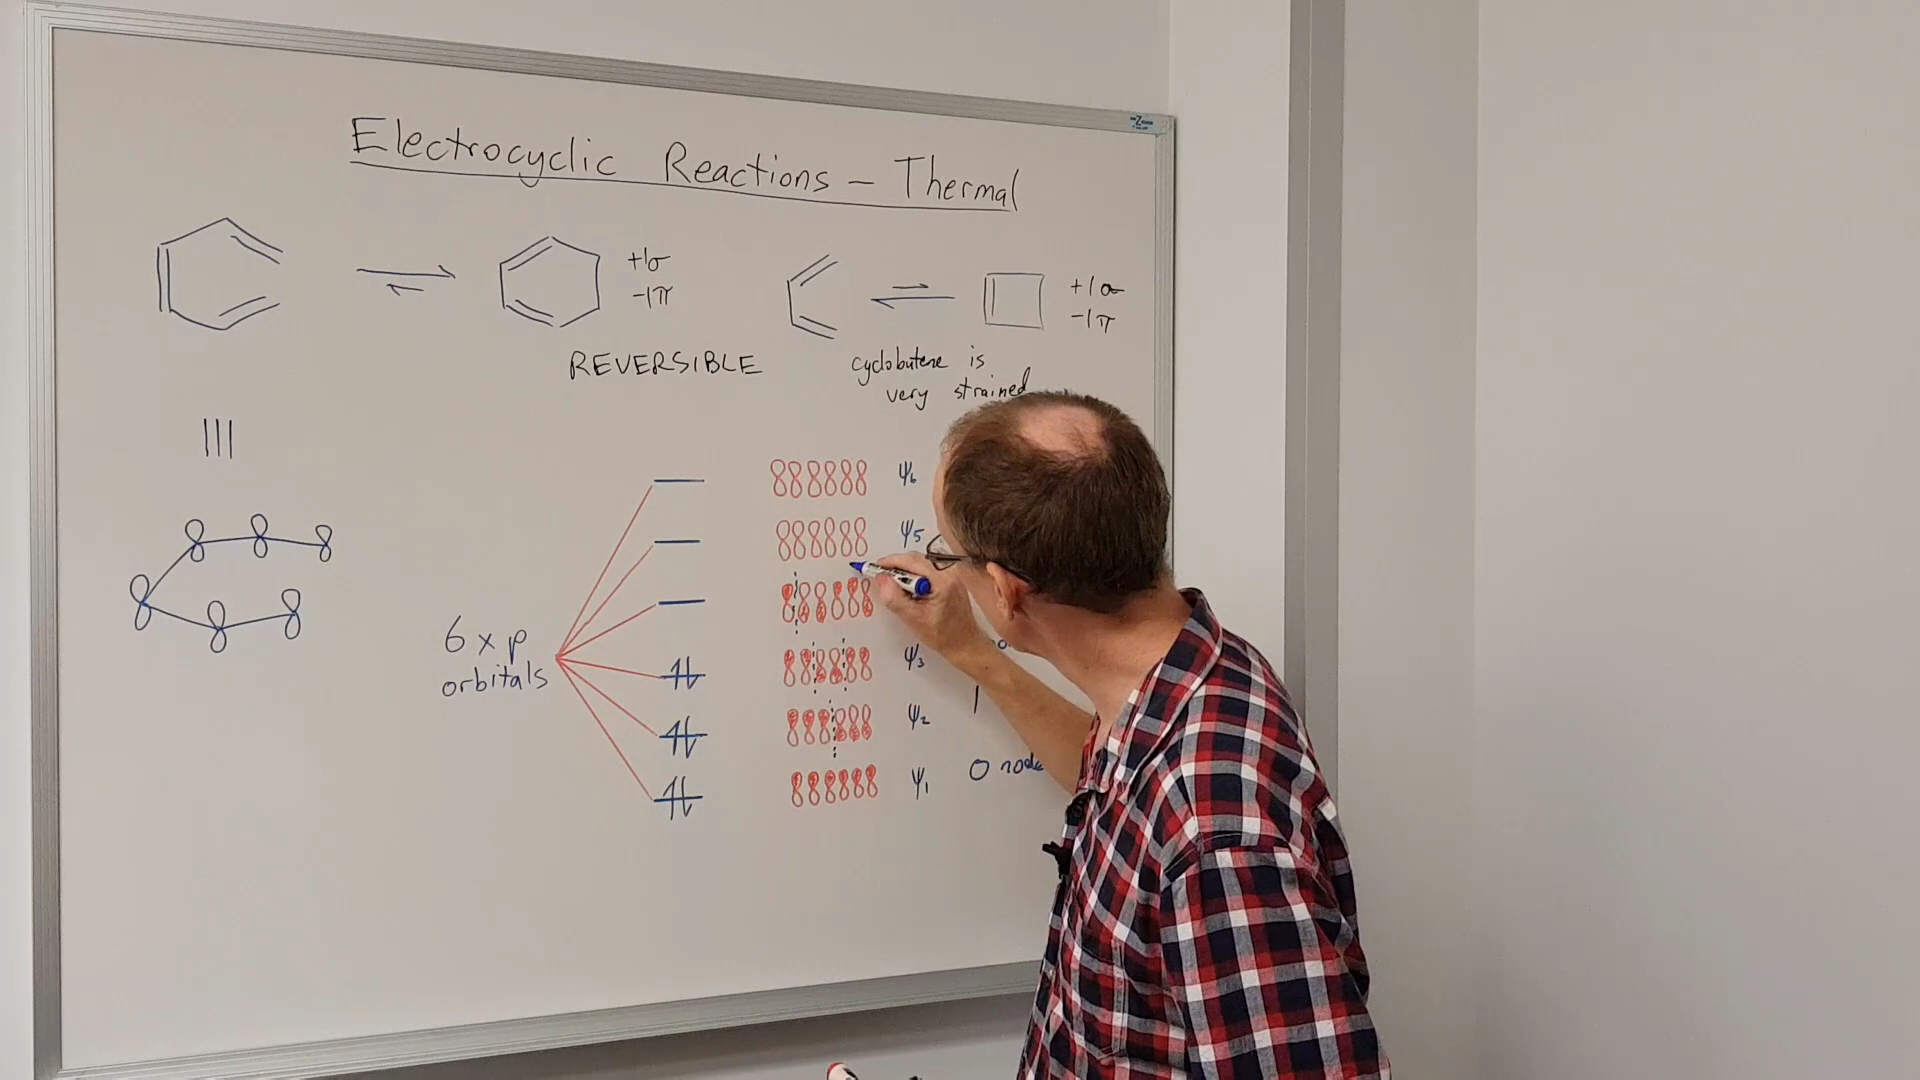 Electrocyclic Reactions – Thermal
+1σ
-1π
+1σ
-1π
REVERSIBLE
cyclobutene is
very strained
ψ6
ψ5
6 x p
orbitals
ψ3
ψ2
1
ψ1
0 node